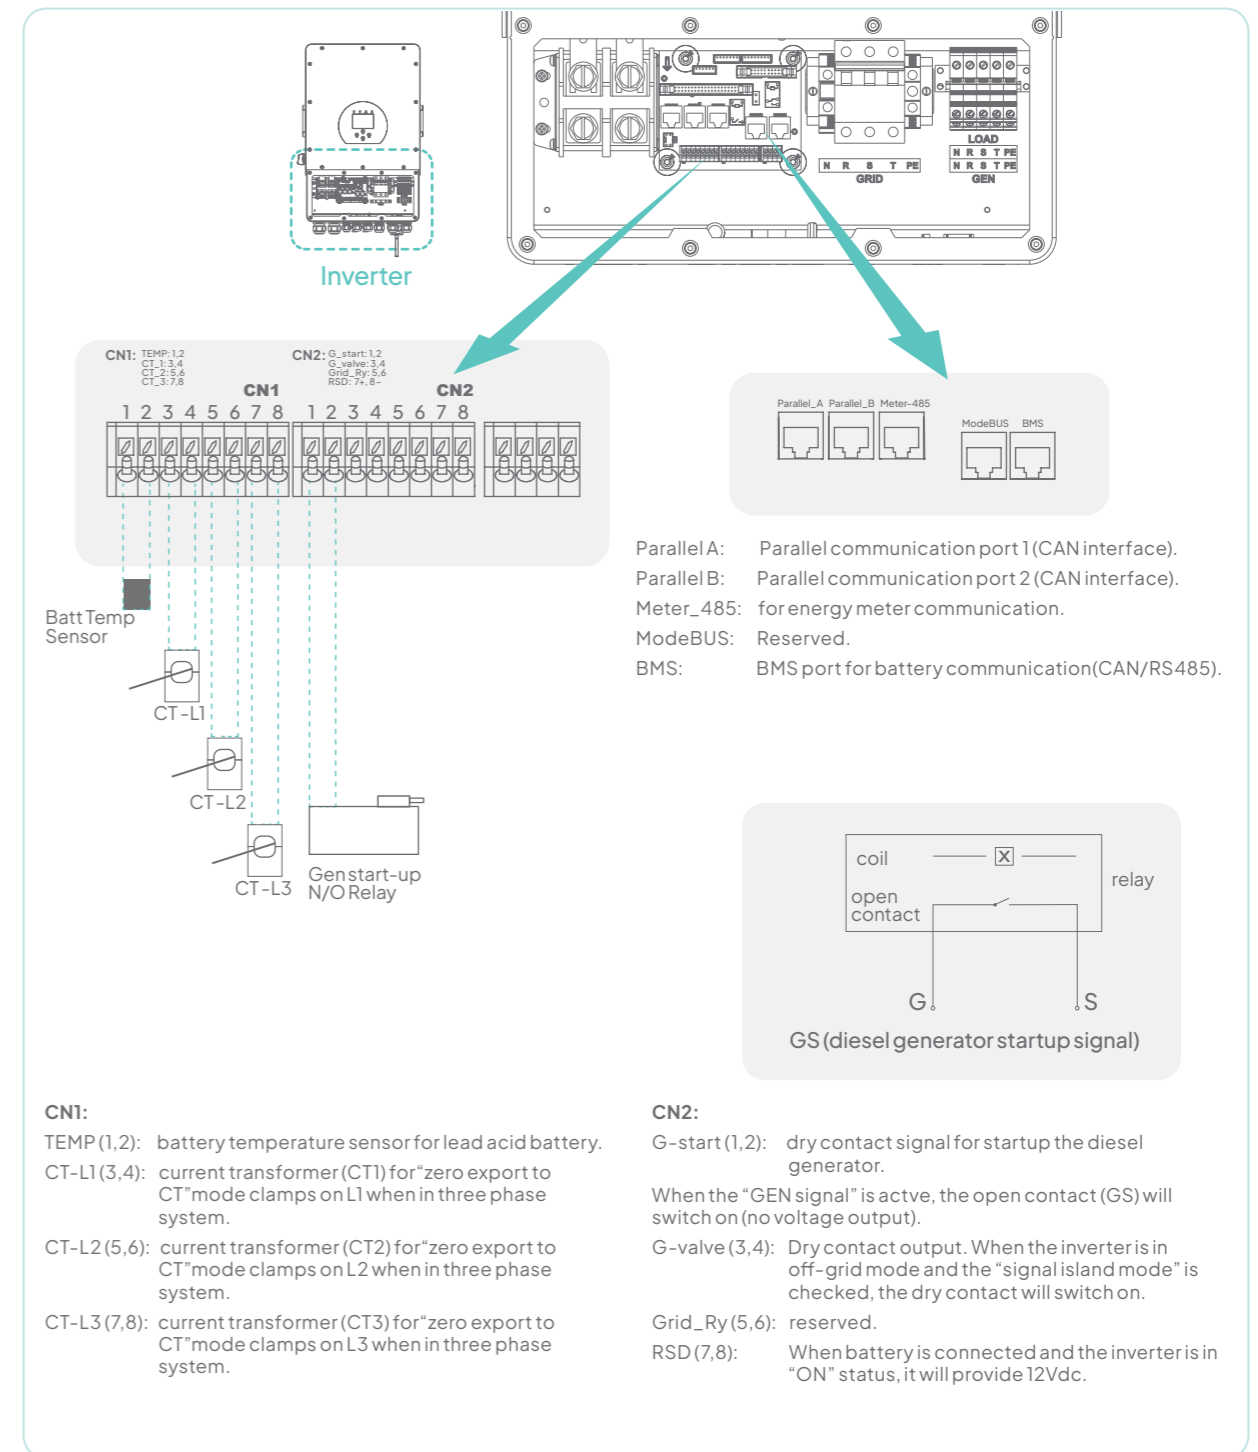 LOAD
N R S T PE
N R S T PE
GEN
N R S T PE
GRID
Inverter
CN1: TEMP:1,2
CT_1:3,4
CT_2:5,6
CT_3:7,8
CN1
CN2: G_start:1,2
G_valve:3,4
Grid_Ry:5,6
RSD: 7+,8-
CN2
1 2 3 4 5 6 7 8
1 2 3 4 5 6 7 8
Parallel_A Parallel_B Meter-485
ModeBUS BMS
Batt Temp
Sensor
CT-L1
CT-L2
CT-L3
Gen start-up
N/O Relay
Parallel A: Parallel communication port 1 (CAN interface).
Parallel B: Parallel communication port 2 (CAN interface).
Meter_485: for energy meter communication.
ModeBUS: Reserved.
BMS: BMS port for battery communication(CAN/RS485).
coil
X
open
contact
relay
G
S
GS (diesel generator startup signal)
CN1:
TEMP (1,2): battery temperature sensor for lead acid battery.
CT-L1 (3,4): current transformer (CT1) for“zero export to
CT”mode clamps on L1 when in three phase
system.
CT-L2 (5,6): current transformer (CT2) for“zero export to
CT”mode clamps on L2 when in three phase
system.
CT-L3 (7,8): current transformer (CT3) for“zero export to
CT”mode clamps on L3 when in three phase
system.
CN2:
G-start (1,2): dry contact signal for startup the diesel
generator.
When the “GEN signal” is actve, the open contact (GS) will
switch on (no voltage output).
G-valve (3,4): Dry contact output. When the inverter is in
off-grid mode and the “signal island mode” is
checked, the dry contact will switch on.
Grid_Ry (5,6): reserved.
RSD (7,8): When battery is connected and the inverter is in
“ON” status, it will provide 12Vdc.